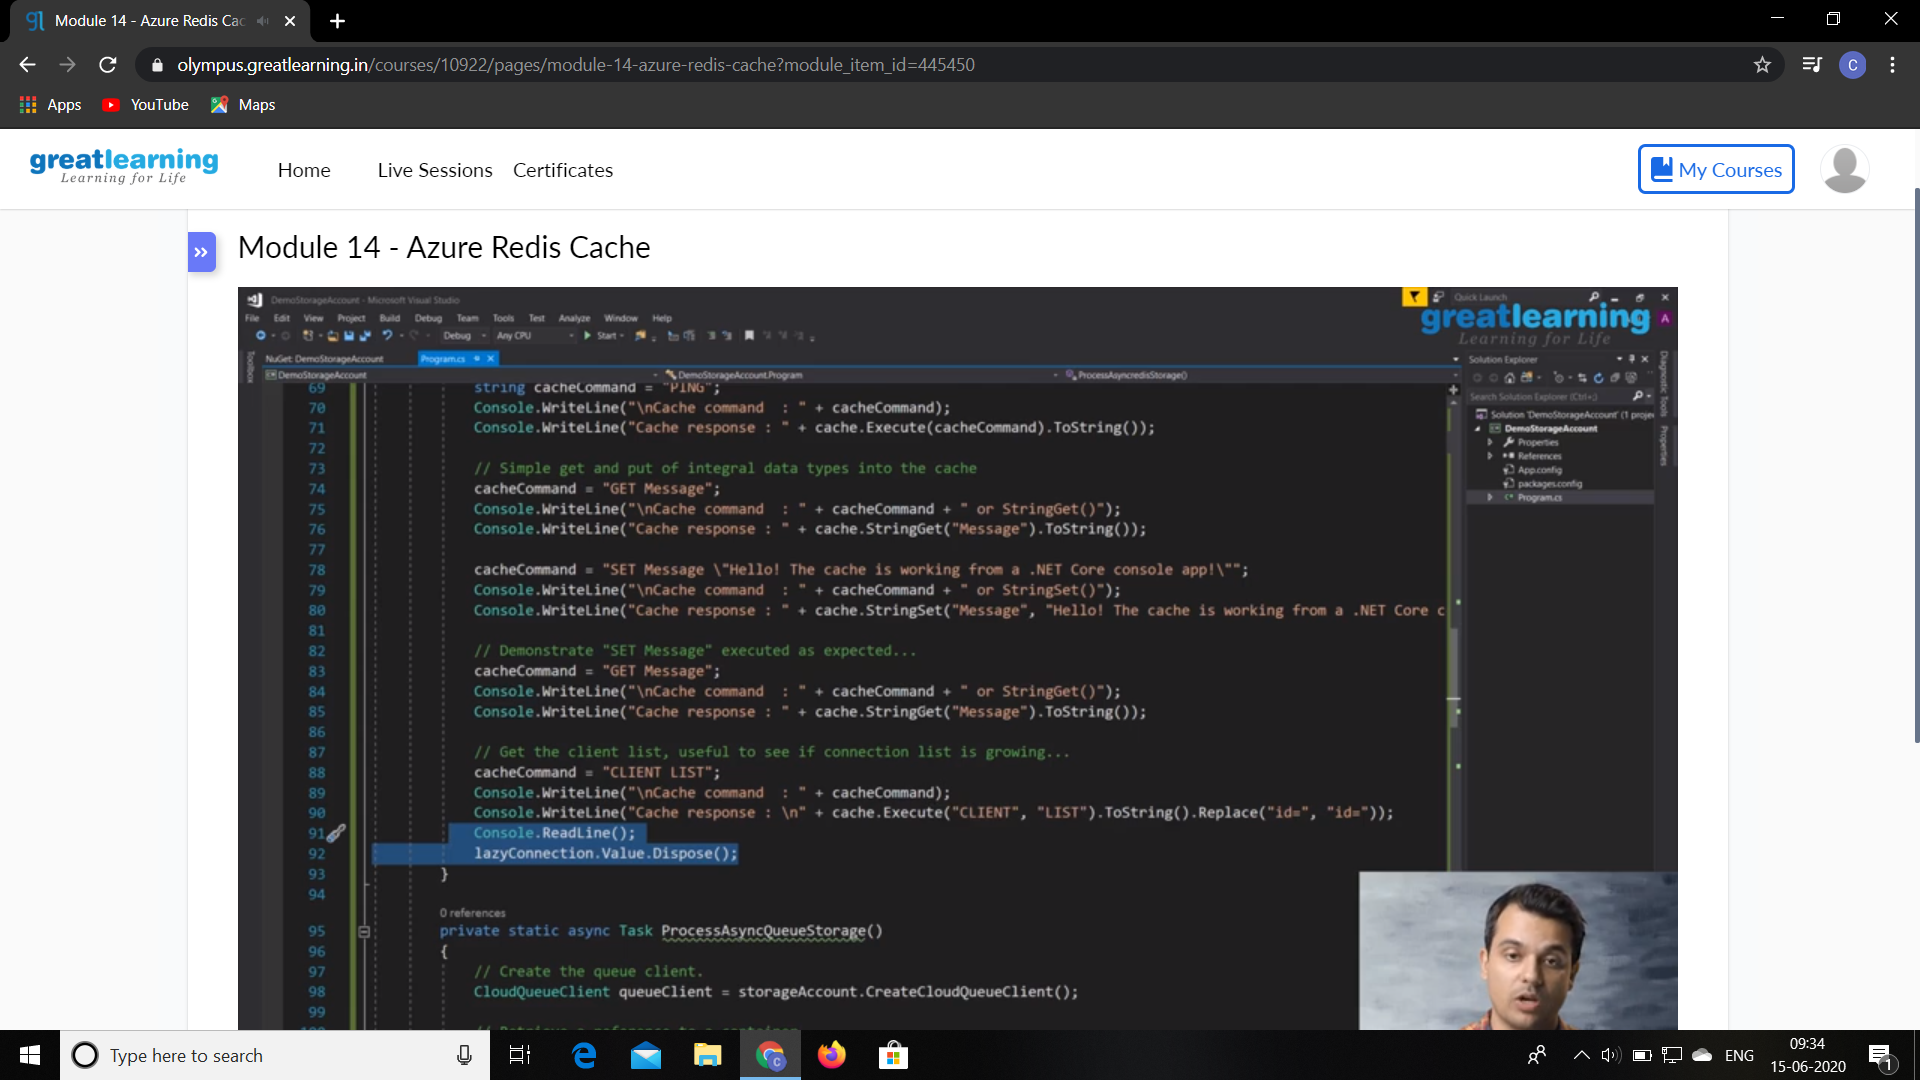 Module 14 - Azure Redis Cac
olympus.greatlearning.in/courses/10922/pages/module-14-azure-redis-cache?module_item_id=445450
C
Apps
YouTube
Maps
greatlearning
Learning for Life
Home
Live Sessions
Certificates
My Courses
Module 14 - Azure Redis Cache
DemoStorageAccount - Microsoft Visual Studio
Quick Launch
File Edit View Project Build Debug Team Tools Test Analyze Window Help
greatlearning
Learning for Life
A
Debug Any CPU Start
NuGet: DemoStorageAccount
Program.cs
Solution Explorer
Toolbox
Diagnostic Tools
Properties
DemoStorageAccount
DemoStorageAccount.Program
ProcessAsyncredisStorage()
Search Solution Explorer (Ctrl+;)
Solution 'DemoStorageAccount' (1 projec
DemoStorageAccount
Properties
References
App.config
packages.config
Program.cs
69 string cacheCommand = "PING";
70 Console.WriteLine("\nCache command  : " + cacheCommand);
71 Console.WriteLine("Cache response : " + cache.Execute(cacheCommand).ToString());
72
73 // Simple get and put of integral data types into the cache
74 cacheCommand = "GET Message";
75 Console.WriteLine("\nCache command  : " + cacheCommand + " or StringGet()");
76 Console.WriteLine("Cache response : " + cache.StringGet("Message").ToString());
77
78 cacheCommand = "SET Message \"Hello! The cache is working from a .NET Core console app!\"";
79 Console.WriteLine("\nCache command  : " + cacheCommand + " or StringSet()");
80 Console.WriteLine("Cache response : " + cache.StringSet("Message", "Hello! The cache is working from a .NET Core c
81
82 // Demonstrate "SET Message" executed as expected...
83 cacheCommand = "GET Message";
84 Console.WriteLine("\nCache command  : " + cacheCommand + " or StringGet()");
85 Console.WriteLine("Cache response : " + cache.StringGet("Message").ToString());
86
87 // Get the client list, useful to see if connection list is growing...
88 cacheCommand = "CLIENT LIST";
89 Console.WriteLine("\nCache command  : " + cacheCommand);
90 Console.WriteLine("Cache response : \n" + cache.Execute("CLIENT", "LIST").ToString().Replace("id=", "id="));
91 Console.ReadLine();
92 lazyConnection.Value.Dispose();
93 }
94
0 references
95 private static async Task ProcessAsyncQueueStorage()
96 {
97 // Create the queue client.
98 CloudQueueClient queueClient = storageAccount.CreateCloudQueueClient();
99
Type here to search
C
ENG
09:34
15-06-2020
1